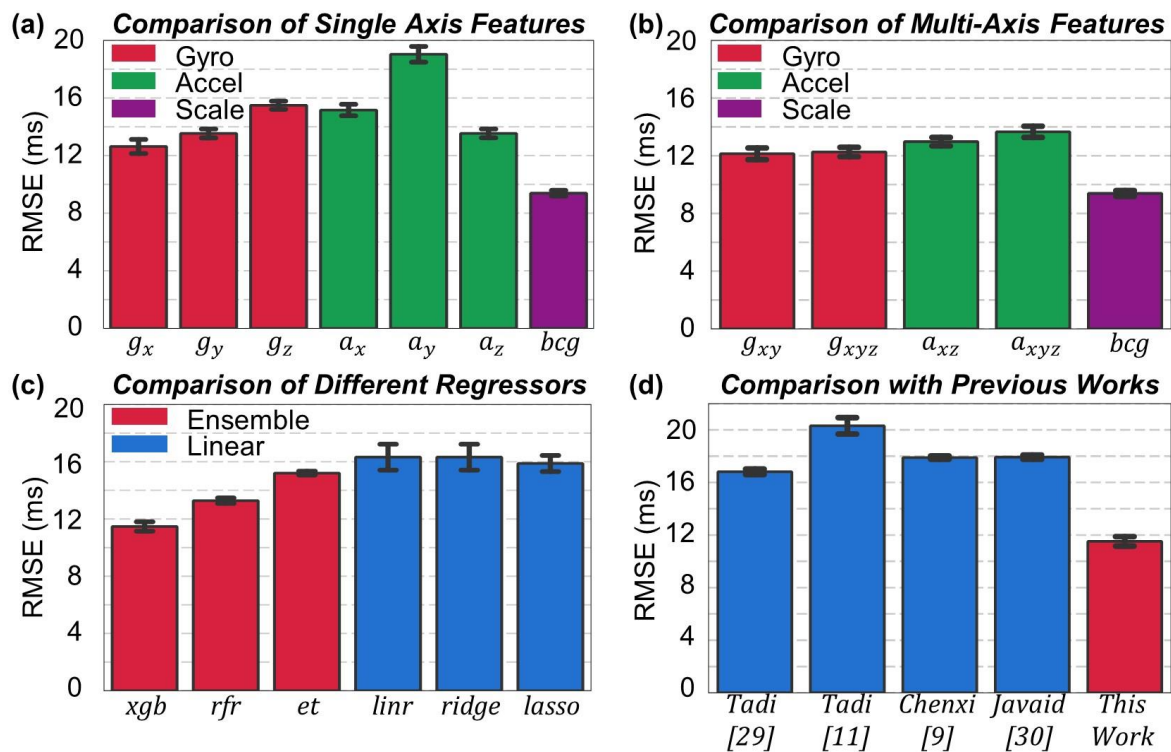 (a) Comparison of Single Axis Features
20
16
12
8
4
0
RMSE (ms)
Gyro
Accel
Scale
g_x g_y g_z a_x a_y a_z bcg
(b) Comparison of Multi-Axis Features
20
16
12
8
4
0
RMSE (ms)
Gyro
Accel
Scale
g_xy g_xyz a_xz a_xyz bcg
(c) Comparison of Different Regressors
20
16
12
8
4
0
RMSE (ms)
Ensemble
Linear
xgb rfr et linr ridge lasso
(d) Comparison with Previous Works
20
16
12
8
4
0
RMSE (ms)
Tadi Tadi Chenxi Javaid This
[29] [11] [9] [30] Work